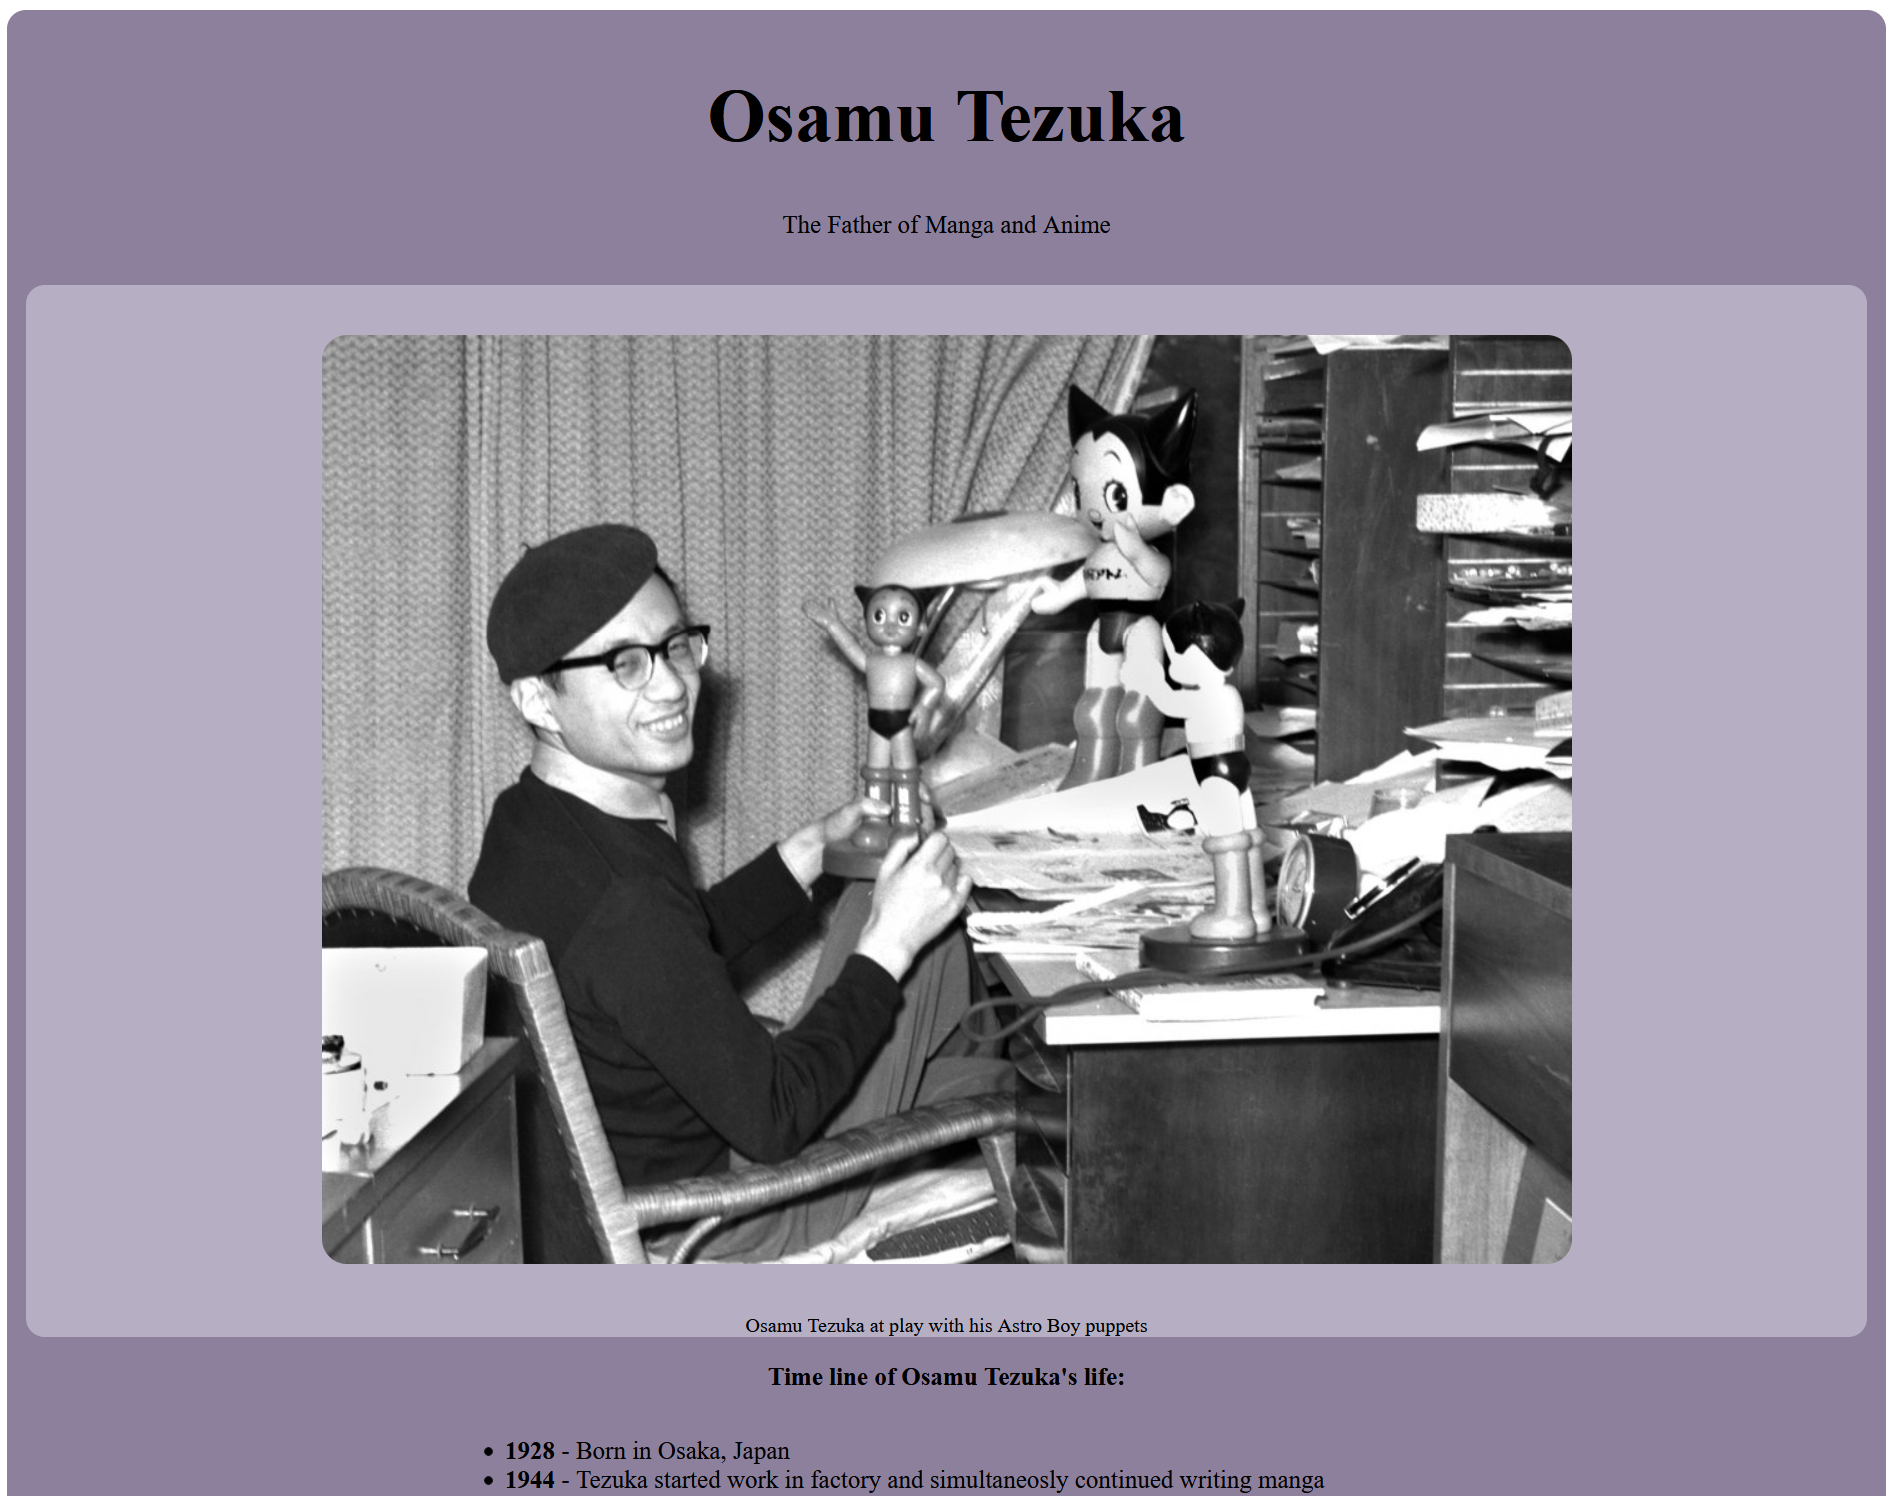 Osamu Tezuka
The Father of Manga and Anime
Osamu Tezuka at play with his Astro Boy puppets
Time line of Osamu Tezuka's life:
• 1928 - Born in Osaka, Japan
• 1944 - Tezuka started work in factory and simultaneosly continued writing manga